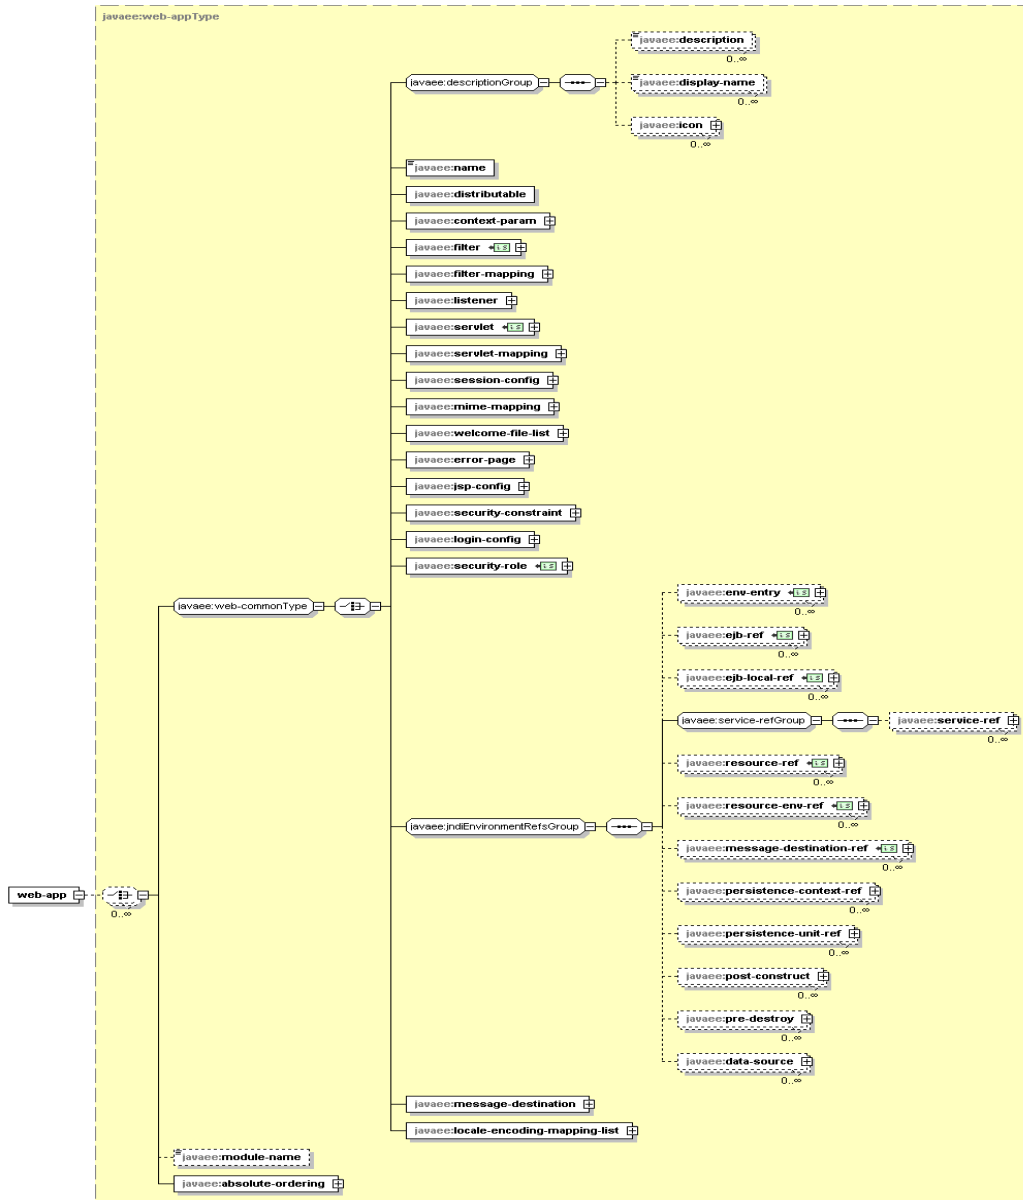 javaee:web-appType
javaee:description
0..∞
javaee:descriptionGroup
javaee:display-name
0..∞
javaee:icon
0..∞
javaee:name
javaee:distributable
javaee:context-param
javaee:filter
javaee:filter-mapping
javaee:listener
javaee:servlet
javaee:servlet-mapping
javaee:session-config
javaee:mime-mapping
javaee:welcome-file-list
javaee:error-page
javaee:jsp-config
javaee:security-constraint
javaee:login-config
javaee:security-role
javaee:web-commonType
javaee:env-entry
0..∞
javaee:ejb-ref
0..∞
javaee:ejb-local-ref
0..∞
javaee:service-refGroup
javaee:service-ref
0..∞
javaee:resource-ref
0..∞
javaee:resource-env-ref
0..∞
javaee:jndiEnvironmentRefsGroup
javaee:message-destination-ref
0..∞
javaee:persistence-context-ref
0..∞
web-app
0..∞
javaee:persistence-unit-ref
0..∞
javaee:post-construct
0..∞
javaee:pre-destroy
0..∞
javaee:data-source
0..∞
javaee:message-destination
javaee:locale-encoding-mapping-list
javaee:module-name
javaee:absolute-ordering